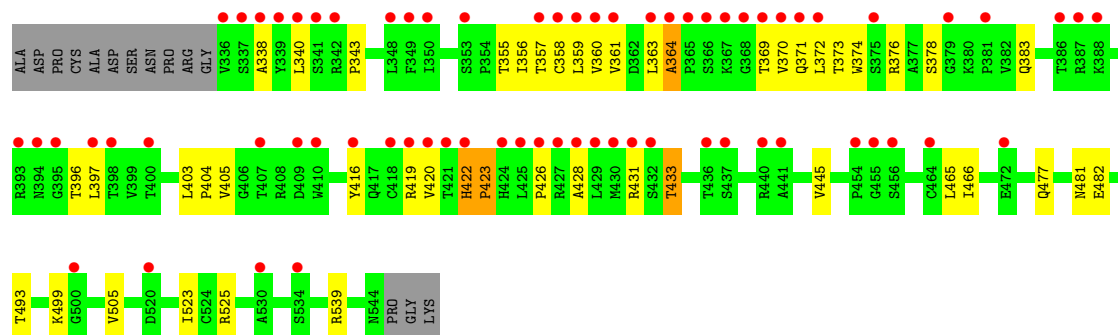 ALA ASP PRO CYS ALA ASP SER ASN PRO ARG GLY V336 S337 A338 Y339 L340 S341 R342 P343 L348 F349 I350 S353 P354 T355 I356 T357 C358 L359 V360 V361 D362 L363 A364 P365 S366 K367 G368 T369 V370 Q371 L372 T373 W374 S375 R376 A377 S378 G379 K380 P381 V382 Q383 T386 R387 K388
R393 N394 G395 T396 L397 T398 V399 T400 L403 P404 V405 G406 T407 R408 D409 W410 Y416 Q417 C418 R419 V420 T421 H422 P423 H424 L425 P426 R427 A428 L429 M430 R431 S432 T433 T436 S437 R440 A441 V445 P454 G455 S456 C464 L465 I466 E472 Q477 N481 E482
T493 K499 G500 V505 D520 I523 C524 R525 A530 S534 R539 N544 PRO GLY LYS